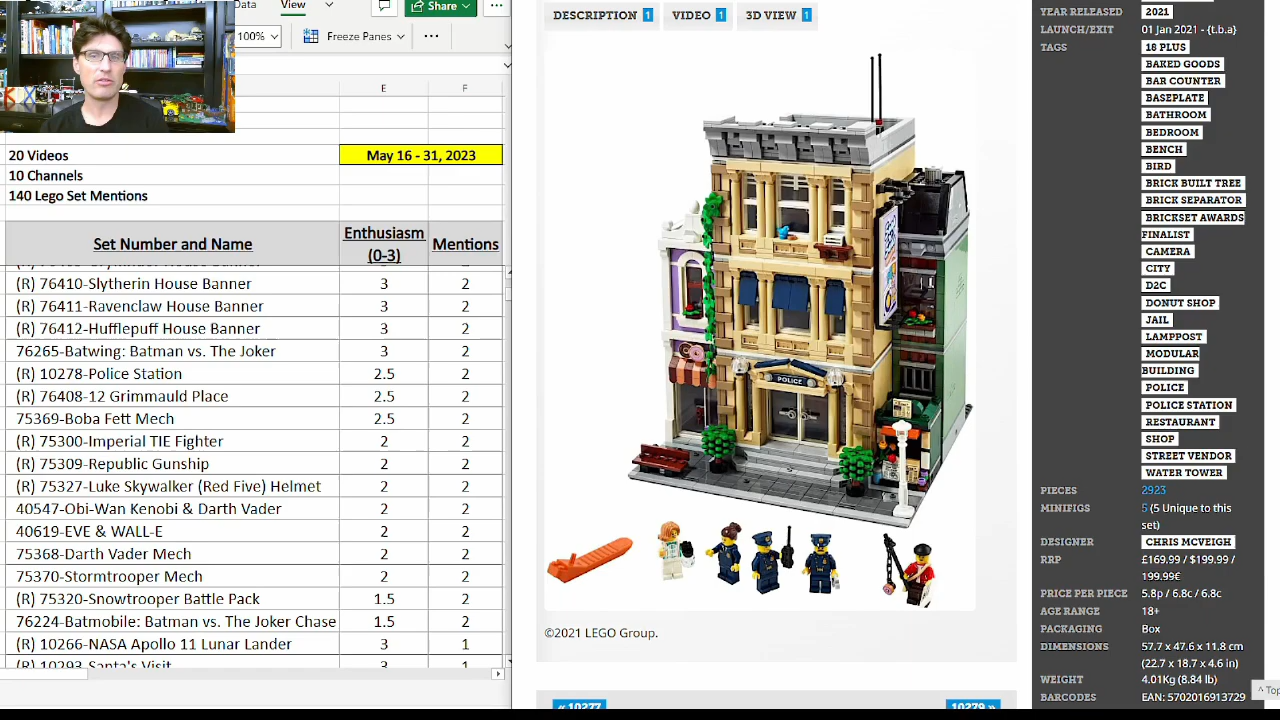 Data View
Share
100%
Freeze Panes
E F
20 Videos May 16 - 31, 2023
10 Channels
140 Lego Set Mentions
Set Number and Name Enthusiasm (0-3) Mentions
(R) 76410-Slytherin House Banner 3 2
(R) 76411-Ravenclaw House Banner 3 2
(R) 76412-Hufflepuff House Banner 3 2
76265-Batwing: Batman vs. The Joker 3 2
(R) 10278-Police Station 2.5 2
(R) 76408-12 Grimmauld Place 2.5 2
75369-Boba Fett Mech 2.5 2
(R) 75300-Imperial TIE Fighter 2 2
(R) 75309-Republic Gunship 2 2
(R) 75327-Luke Skywalker (Red Five) Helmet 2 2
40547-Obi-Wan Kenobi & Darth Vader 2 2
40619-EVE & WALL-E 2 2
75368-Darth Vader Mech 2 2
75370-Stormtrooper Mech 2 2
(R) 75320-Snowtrooper Battle Pack 1.5 2
76224-Batmobile: Batman vs. The Joker Chase 1.5 2
(R) 10266-NASA Apollo 11 Lunar Lander 3 1
(R) 10293-Santa's Visit 3 1
DESCRIPTION 1 VIDEO 1 3D VIEW 1
POLICE
©2021 LEGO Group.
« 10277 10279 »
YEAR RELEASED 2021
LAUNCH/EXIT 01 Jan 2021 - {t.b.a}
TAGS 18 PLUS
BAKED GOODS
BAR COUNTER
BASEPLATE
BATHROOM
BEDROOM
BENCH
BIRD
BRICK BUILT TREE
BRICK SEPARATOR
BRICKSET AWARDS
FINALIST
CAMERA
CITY
D2C
DONUT SHOP
JAIL
LAMPPOST
MODULAR
BUILDING
POLICE
POLICE STATION
RESTAURANT
SHOP
STREET VENDOR
WATER TOWER
PIECES 2923
MINIFIGS 5 (5 Unique to this
set)
DESIGNER CHRIS MCVEIGH
RRP £169.99 / $199.99 /
199.99€
PRICE PER PIECE 5.8p / 6.8c / 6.8c
AGE RANGE 18+
PACKAGING Box
DIMENSIONS 57.7 x 47.6 x 11.8 cm
(22.7 x 18.7 x 4.6 in)
WEIGHT 4.01Kg (8.84 lb)
BARCODES EAN: 5702016913729
^ Top